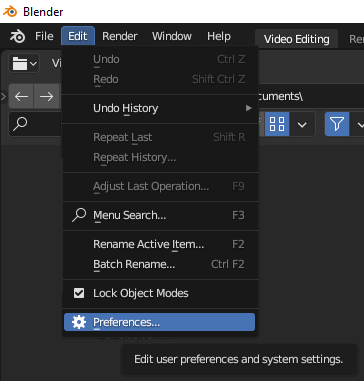 Blender
File Edit Render Window Help Video Editing Re
Vi
Undo Ctrl Z
Redo Shift Ctrl Z
cuments\
Undo History
Repeat Last Shift R
Repeat History...
Adjust Last Operation... F9
Menu Search... F3
Rename Active Item... F2
Batch Rename... Ctrl F2
Lock Object Modes
Preferences...
Edit user preferences and system settings.